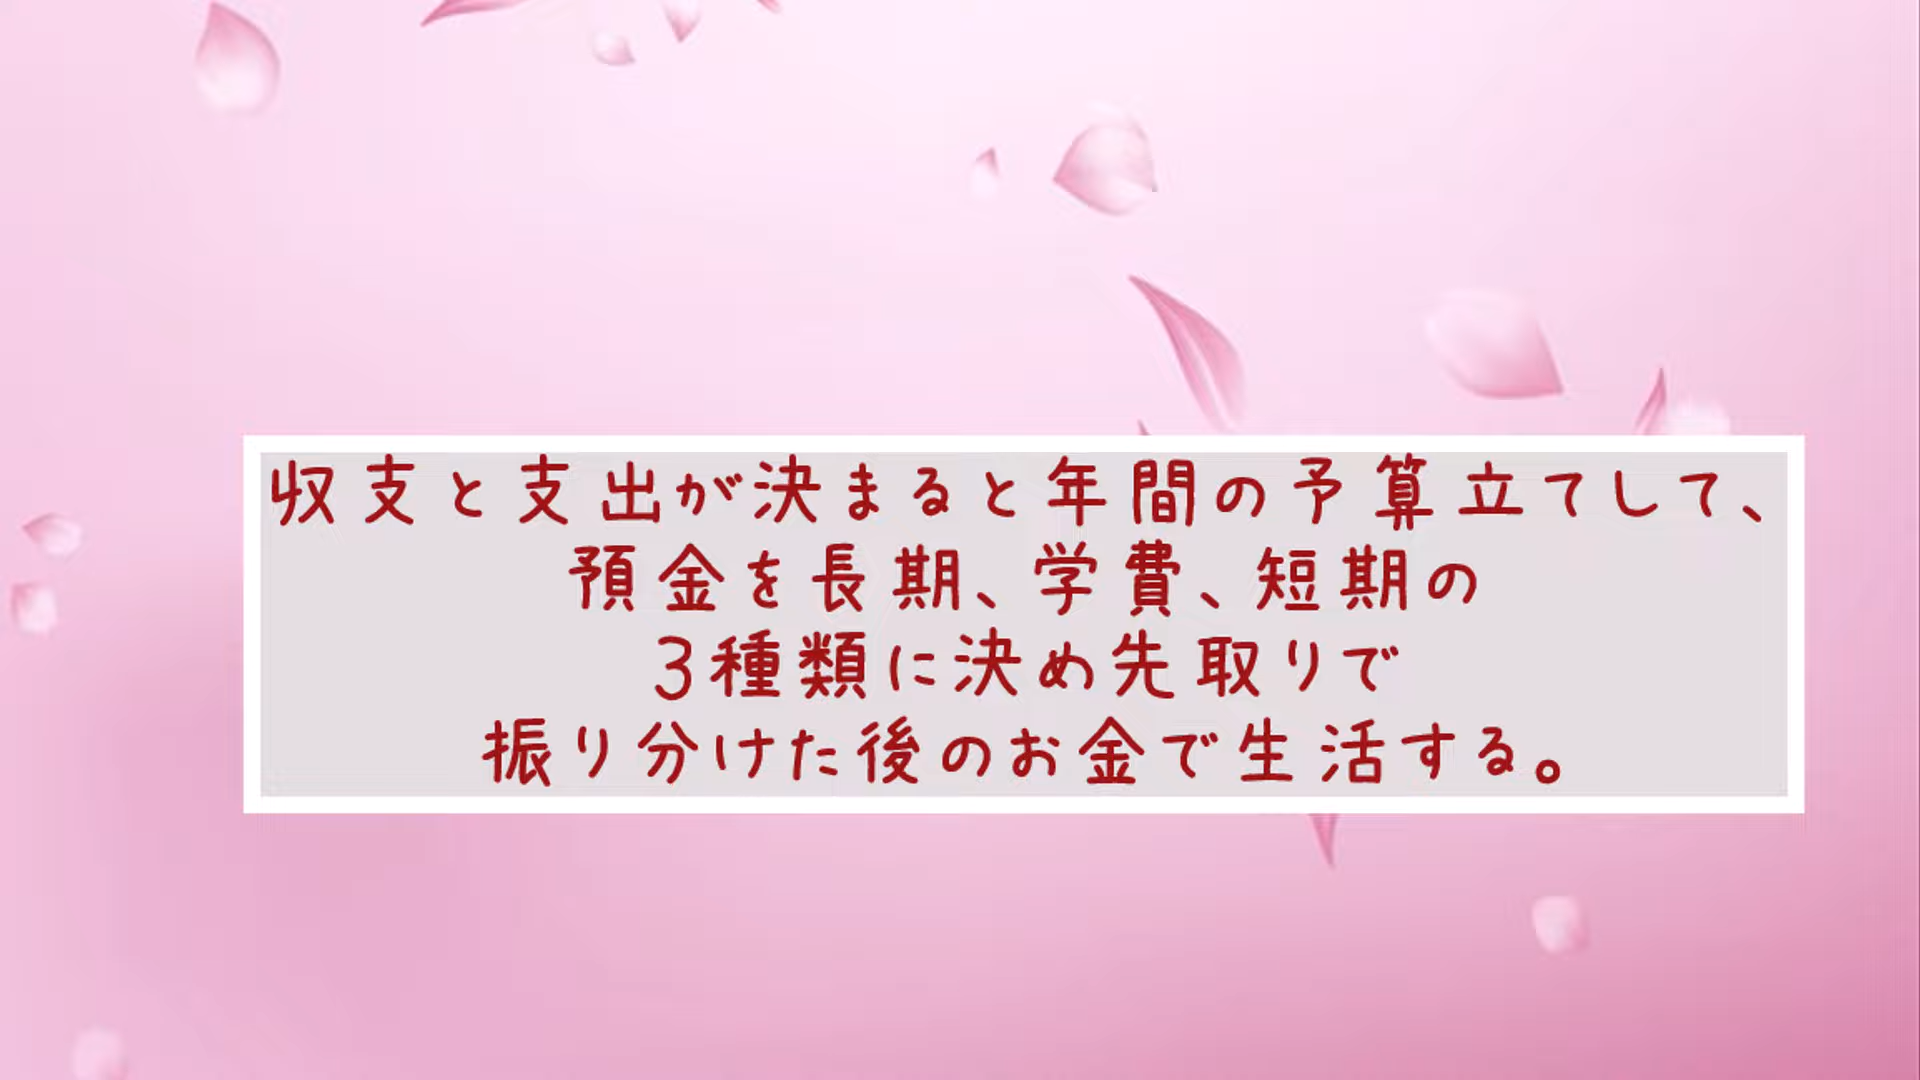 収支と支出が決まると年間の予算立てして、
預金を長期、学費、短期の
3種類に決め先取りで
振り分けた後のお金で生活する。